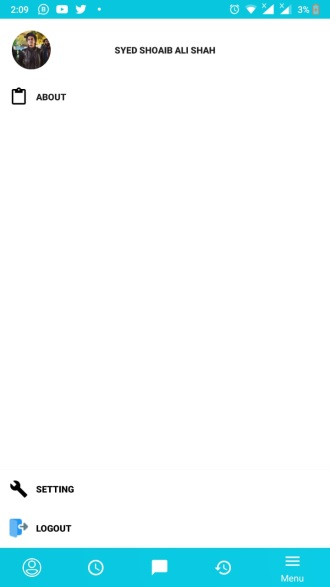 2:09
3%
SYED SHOAIB ALI SHAH
ABOUT
SETTING
LOGOUT
Menu